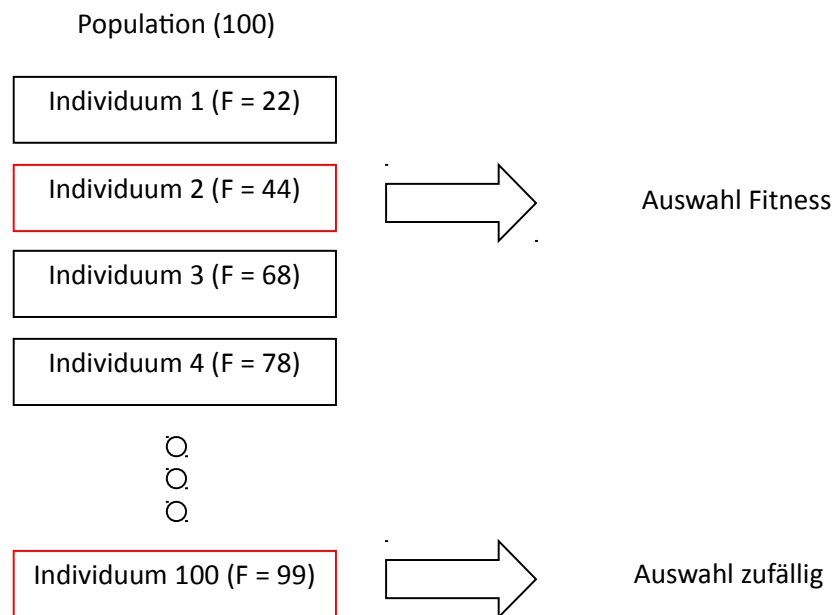 Population (100)
Individuum 1 (F = 22)
Individuum 2 (F = 44)
Auswahl Fitness
Individuum 3 (F = 68)
Individuum 4 (F = 78)
Individuum 100 (F = 99)
Auswahl zufällig